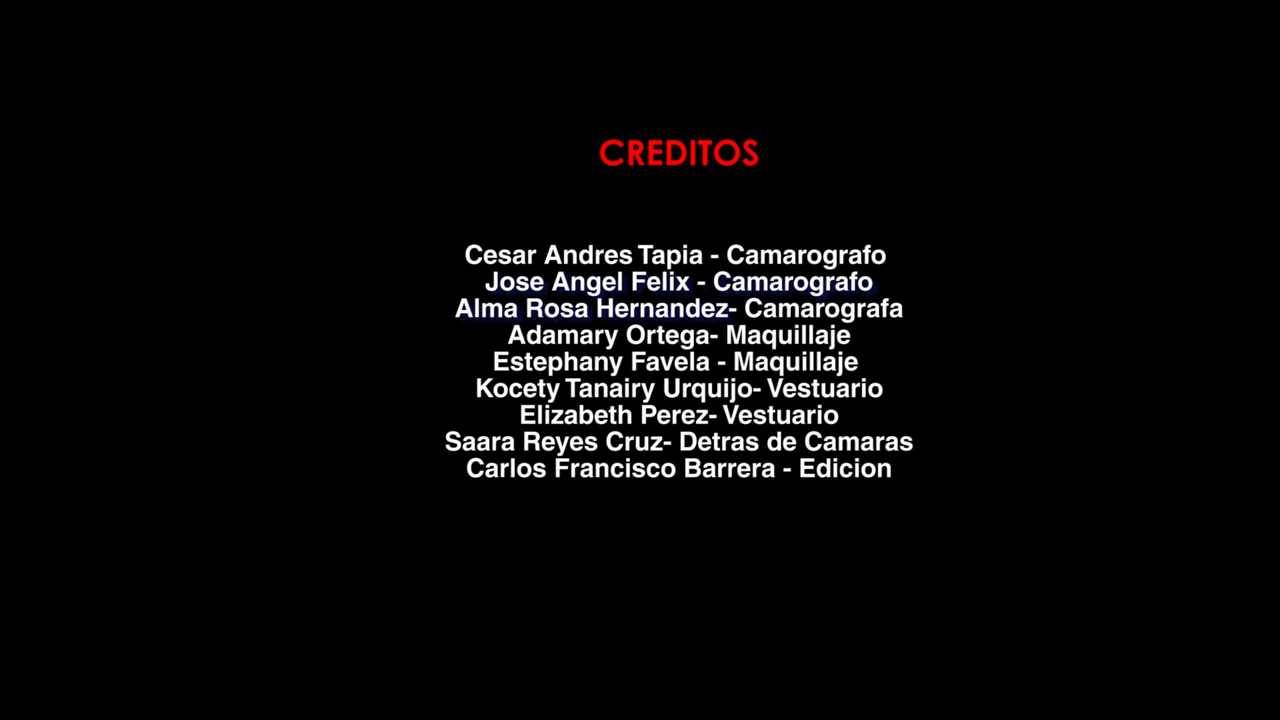 CREDITOS
Cesar Andres Tapia - Camarografo
Jose Angel Felix - Camarografo
Alma Rosa Hernandez- Camarografa
Adamary Ortega- Maquillaje
Estephany Favela - Maquillaje
Kocety Tanairy Urquijo- Vestuario
Elizabeth Perez- Vestuario
Saara Reyes Cruz- Detras de Camaras
Carlos Francisco Barrera - Edicion